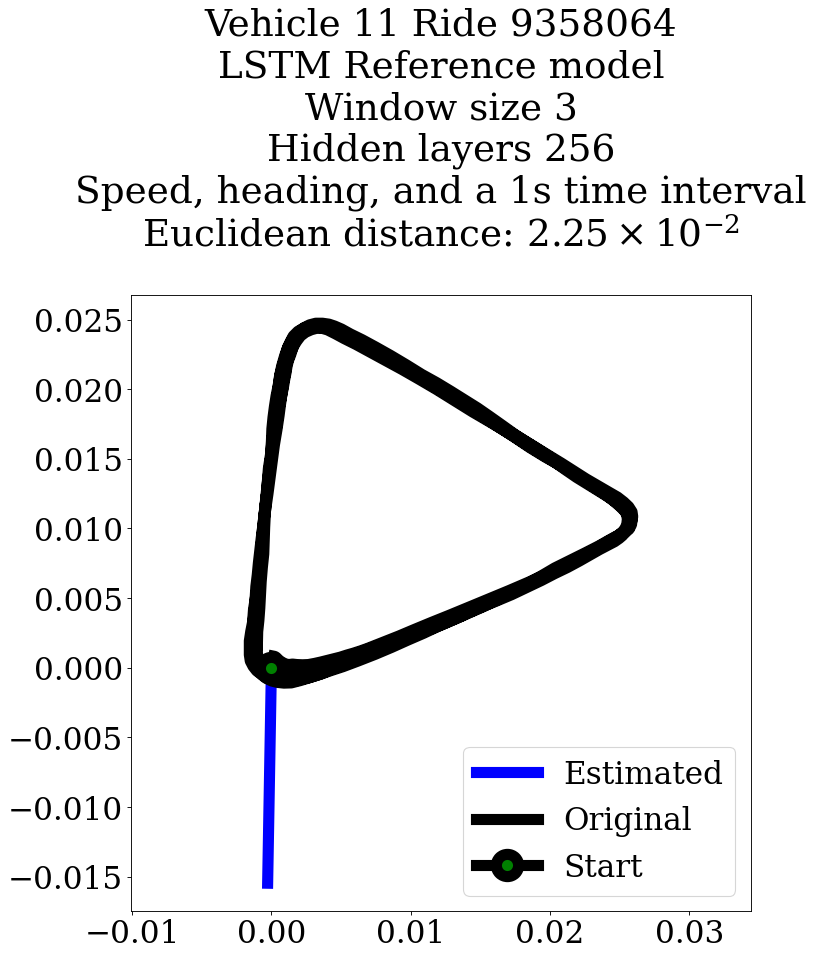 Vehicle 11 Ride 9358064
LSTM Reference model
Window size 3
Hidden layers 256
Speed, heading, and a 1s time interval
Euclidean distance: 2.25 × 10⁻²
0.025
0.020
0.015
0.010
0.005
0.000
−0.005
−0.010
−0.015
Estimated
Original
Start
−0.01 0.00 0.01 0.02 0.03